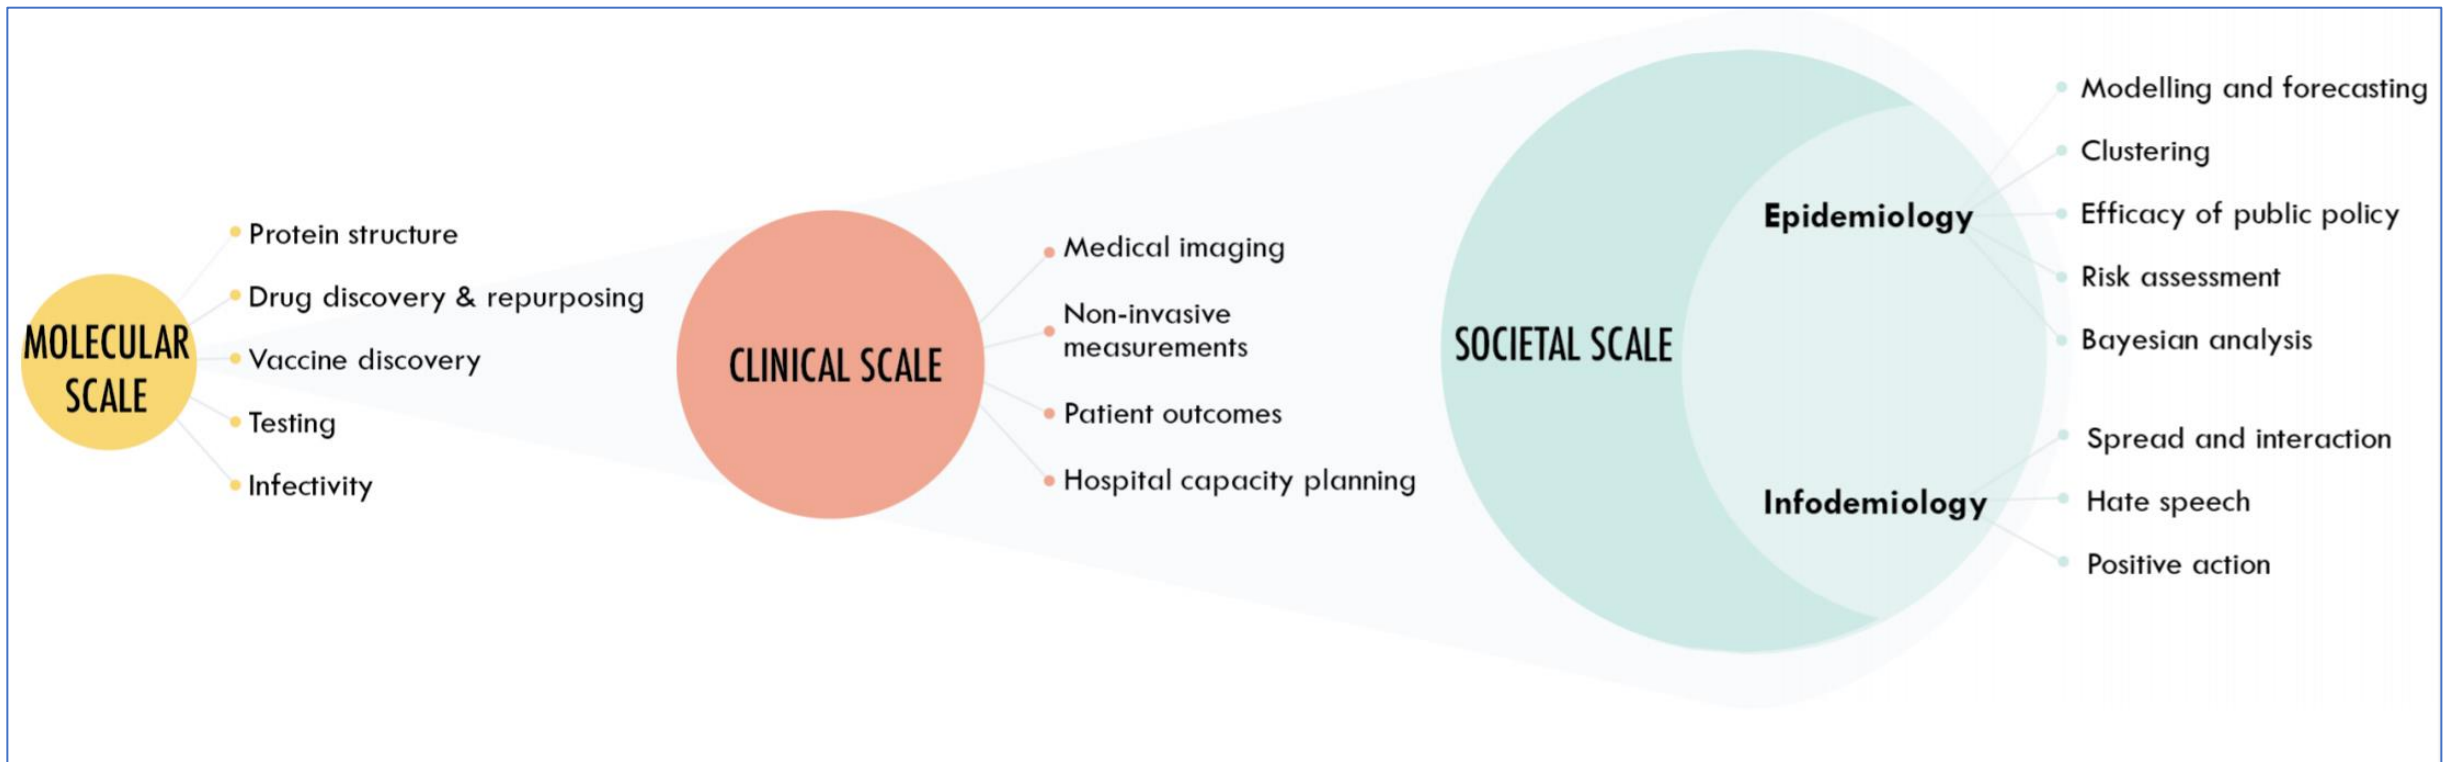 MOLECULAR
SCALE
Protein structure
Drug discovery & repurposing
Vaccine discovery
Testing
Infectivity
CLINICAL SCALE
Medical imaging
Non-invasive
measurements
Patient outcomes
Hospital capacity planning
SOCIETAL SCALE
Epidemiology
Modelling and forecasting
Clustering
Efficacy of public policy
Risk assessment
Bayesian analysis
Infodemiology
Spread and interaction
Hate speech
Positive action